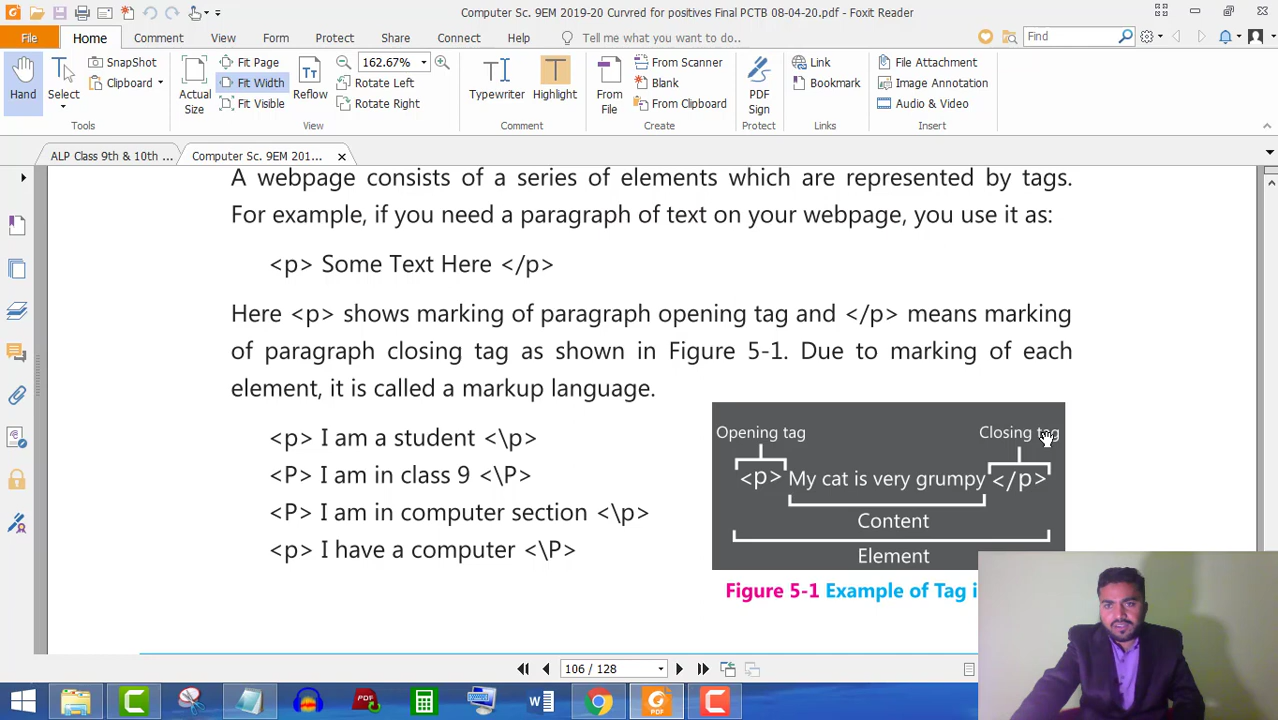 Computer Sc. 9EM 2019-20 Curvred for positives Final PCTB 08-04-20.pdf - Foxit Reader
File Home Comment View Form Protect Share Connect Help Tell me what you want to do.. Find
Hand
Select
SnapShot
Clipboard
Tools
Actual Size
Fit Page
Fit Width
Fit Visible
Reflow
162.67%
Rotate Left
Rotate Right
View
Typewriter
Highlight
Comment
From File
From Scanner
Blank
From Clipboard
Create
PDF Sign
Protect
Link
Bookmark
Links
File Attachment
Image Annotation
Audio & Video
Insert
ALP Class 9th & 10th ...
Computer Sc. 9EM 201...
A webpage consists of a series of elements which are represented by tags.
For example, if you need a paragraph of text on your webpage, you use it as:
<p> Some Text Here </p>
Here <p> shows marking of paragraph opening tag and </p> means marking
of paragraph closing tag as shown in Figure 5-1. Due to marking of each
element, it is called a markup language.
<p> I am a student <\p>
<P> I am in class 9 <\P>
<P> I am in computer section <\p>
<p> I have a computer <\P>
Opening tag
Closing tag
<p> My cat is very grumpy </p>
Content
Element
Figure 5-1 Example of Tag i
106 / 128
PDF
W
PDF